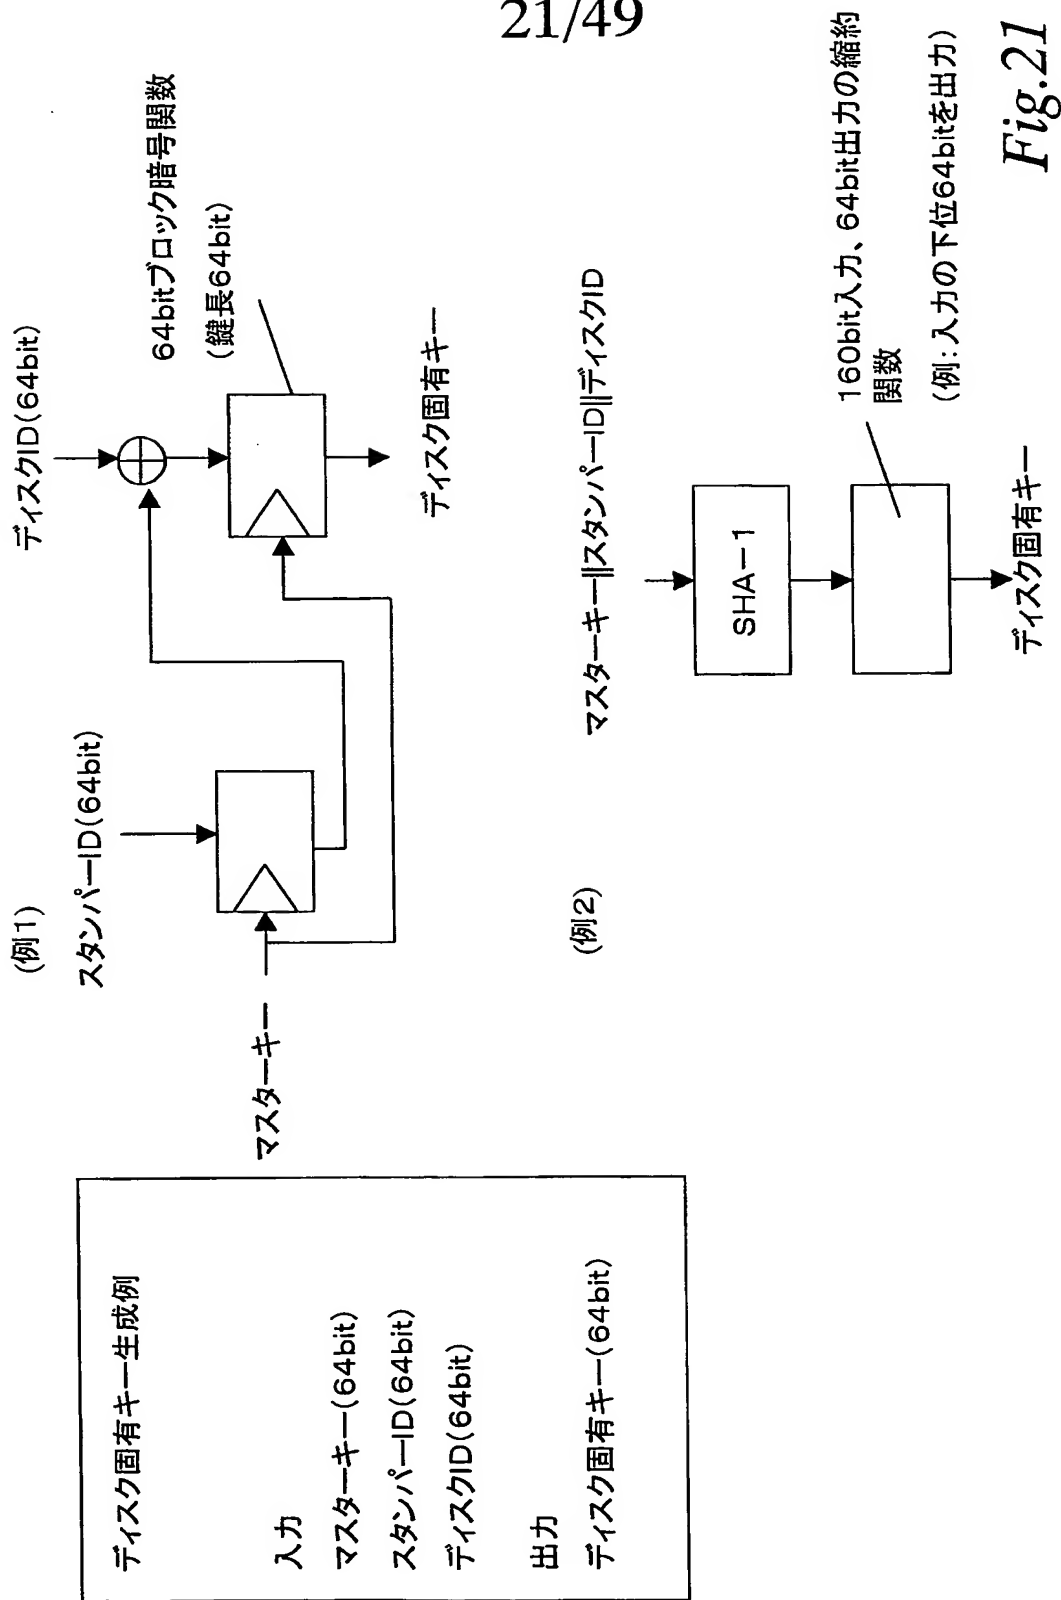 21/49
ディスク固有キー生成例
入力
マスターキー(64bit)
スタンパーID(64bit)
ディスクID(64bit)
出力
ディスク固有キー(64bit)
(例1)
スタンパーID(64bit)
ディスクID(64bit)
マスターキー
64bitブロック暗号関数
(鍵長64bit)
ディスク固有キー
(例2)
マスターキー||スタンパーID||ディスクID
SHA-1
160bit入力、64bit出力の縮約
関数
(例:入力の下位64bitを出力)
ディスク固有キー
Fig.21